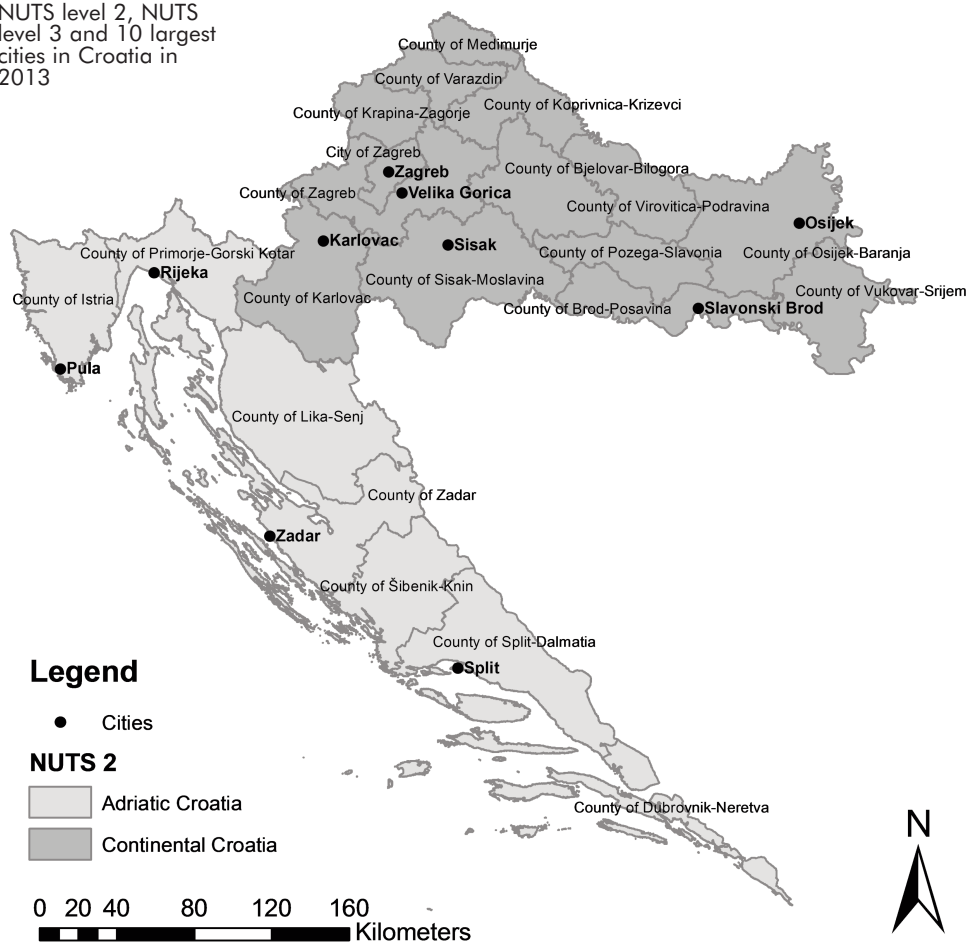 NUTS level 2, NUTS
level 3 and 10 largest
cities in Croatia in
2013
County of Medimurje
County of Varazdin
County of Koprivnica-Krizevci
County of Krapina-Zagorje
City of Zagreb
Zagreb
County of Bjelovar-Bilogora
County of Zagreb
Velika Gorica
County of Virovitica-Podravina
Osijek
Karlovac
Sisak
County of Primorje-Gorski Kotar
County of Pozega-Slavonia
County of Osijek-Baranja
Rijeka
County of Sisak-Moslavina
County of Istria
County of Karlovac
County of Vukovar-Srijem
County of Brod-Posavina
Slavonski Brod
Pula
County of Lika-Senj
County of Zadar
Zadar
County of Šibenik-Knin
County of Split-Dalmatia
Split
County of Dubrovnik-Neretva
Legend
Cities
NUTS 2
Adriatic Croatia
Continental Croatia
0 20 40 80 120 160
Kilometers
N